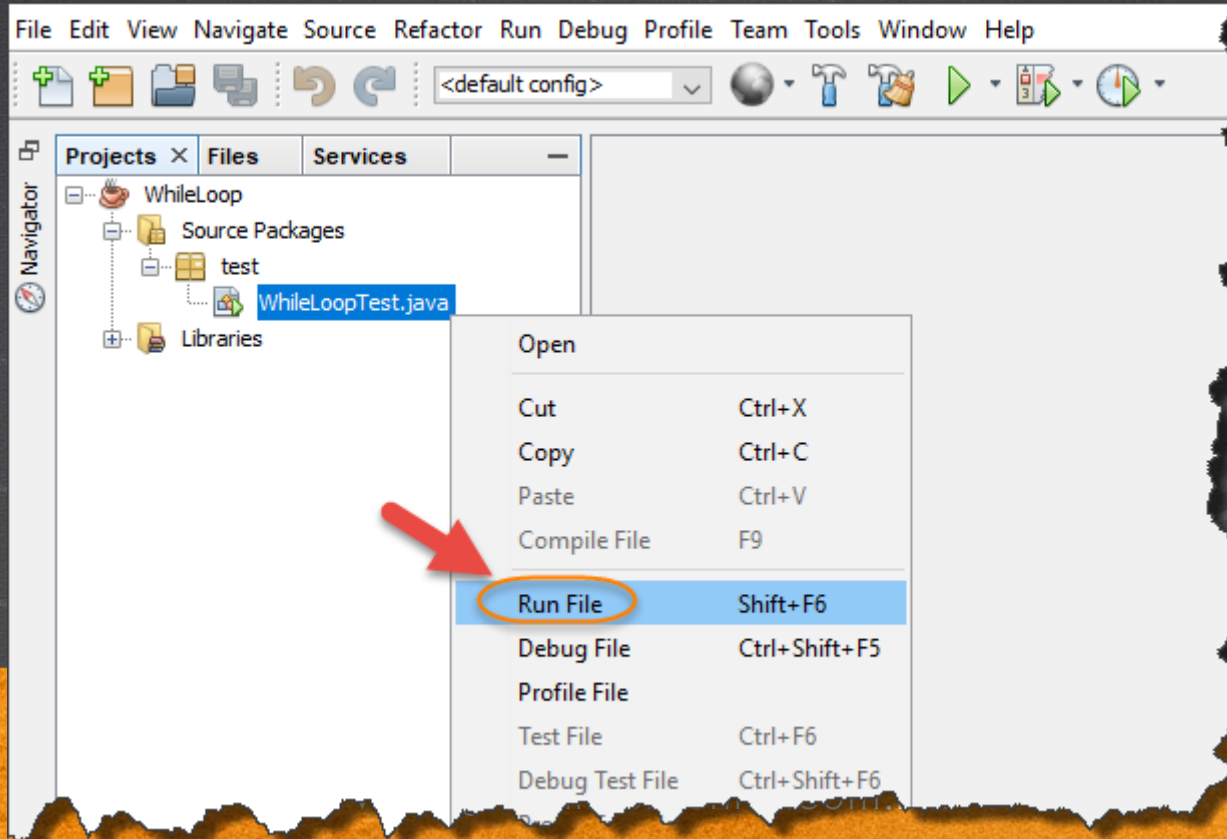 File Edit View Navigate Source Refactor Run Debug Profile Team Tools Window Help
<default config>
Projects × Files Services
Navigator
WhileLoop
Source Packages
test
WhileLoopTest.java
Libraries
Open
Cut Ctrl+X
Copy Ctrl+C
Paste Ctrl+V
Compile File F9
Run File Shift+F6
Debug File Ctrl+Shift+F5
Profile File
Test File Ctrl+F6
Debug Test File Ctrl+Shift+F6